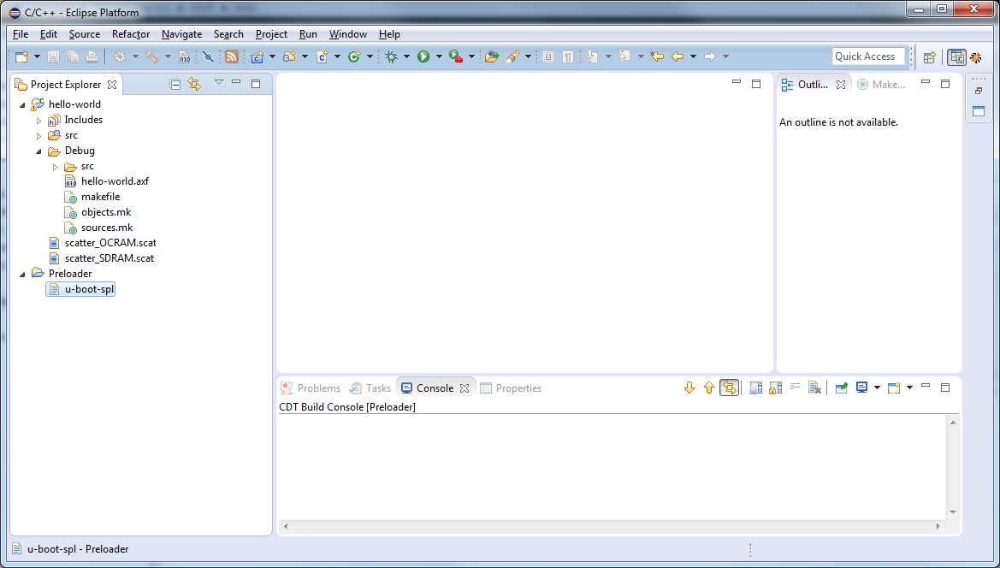 C/C++ - Eclipse Platform
File Edit Source Refactor Navigate Search Project Run Window Help
Quick Access
Project Explorer
hello-world
Includes
src
Debug
src
hello-world.axf
makefile
objects.mk
sources.mk
scatter_OCRAM.scat
scatter_SDRAM.scat
Preloader
u-boot-spl
Outli... Make...
An outline is not available.
Problems Tasks Console Properties
CDT Build Console [Preloader]
u-boot-spl - Preloader